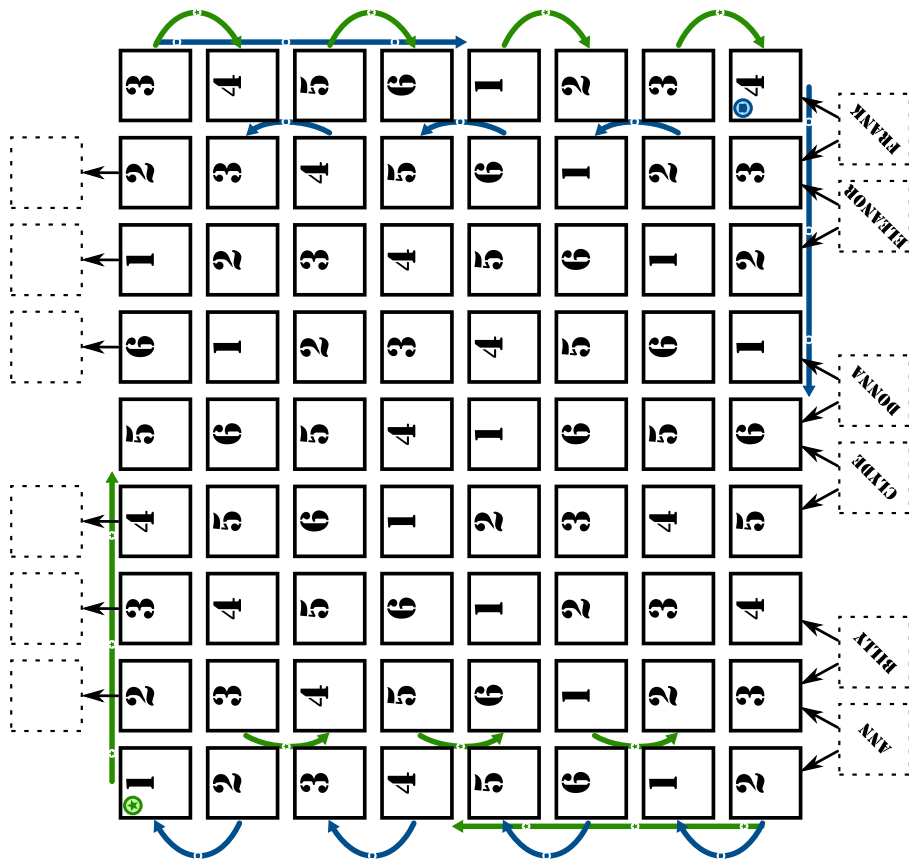 1 2 3 4 5 6 1 2 3
2 3 4 5 6 1 2 3 4
3 4 5 6 5 2 3 4 5
4 5 6 1 4 3 4 5 6
5 6 1 2 1 4 5 6 1
6 1 2 3 6 5 6 1 2
1 2 3 4 5 6 1 2 3
2 3 4 5 6 1 2 3 4
ANN BILLY CLYDE DONNA ELEANOR FRANK